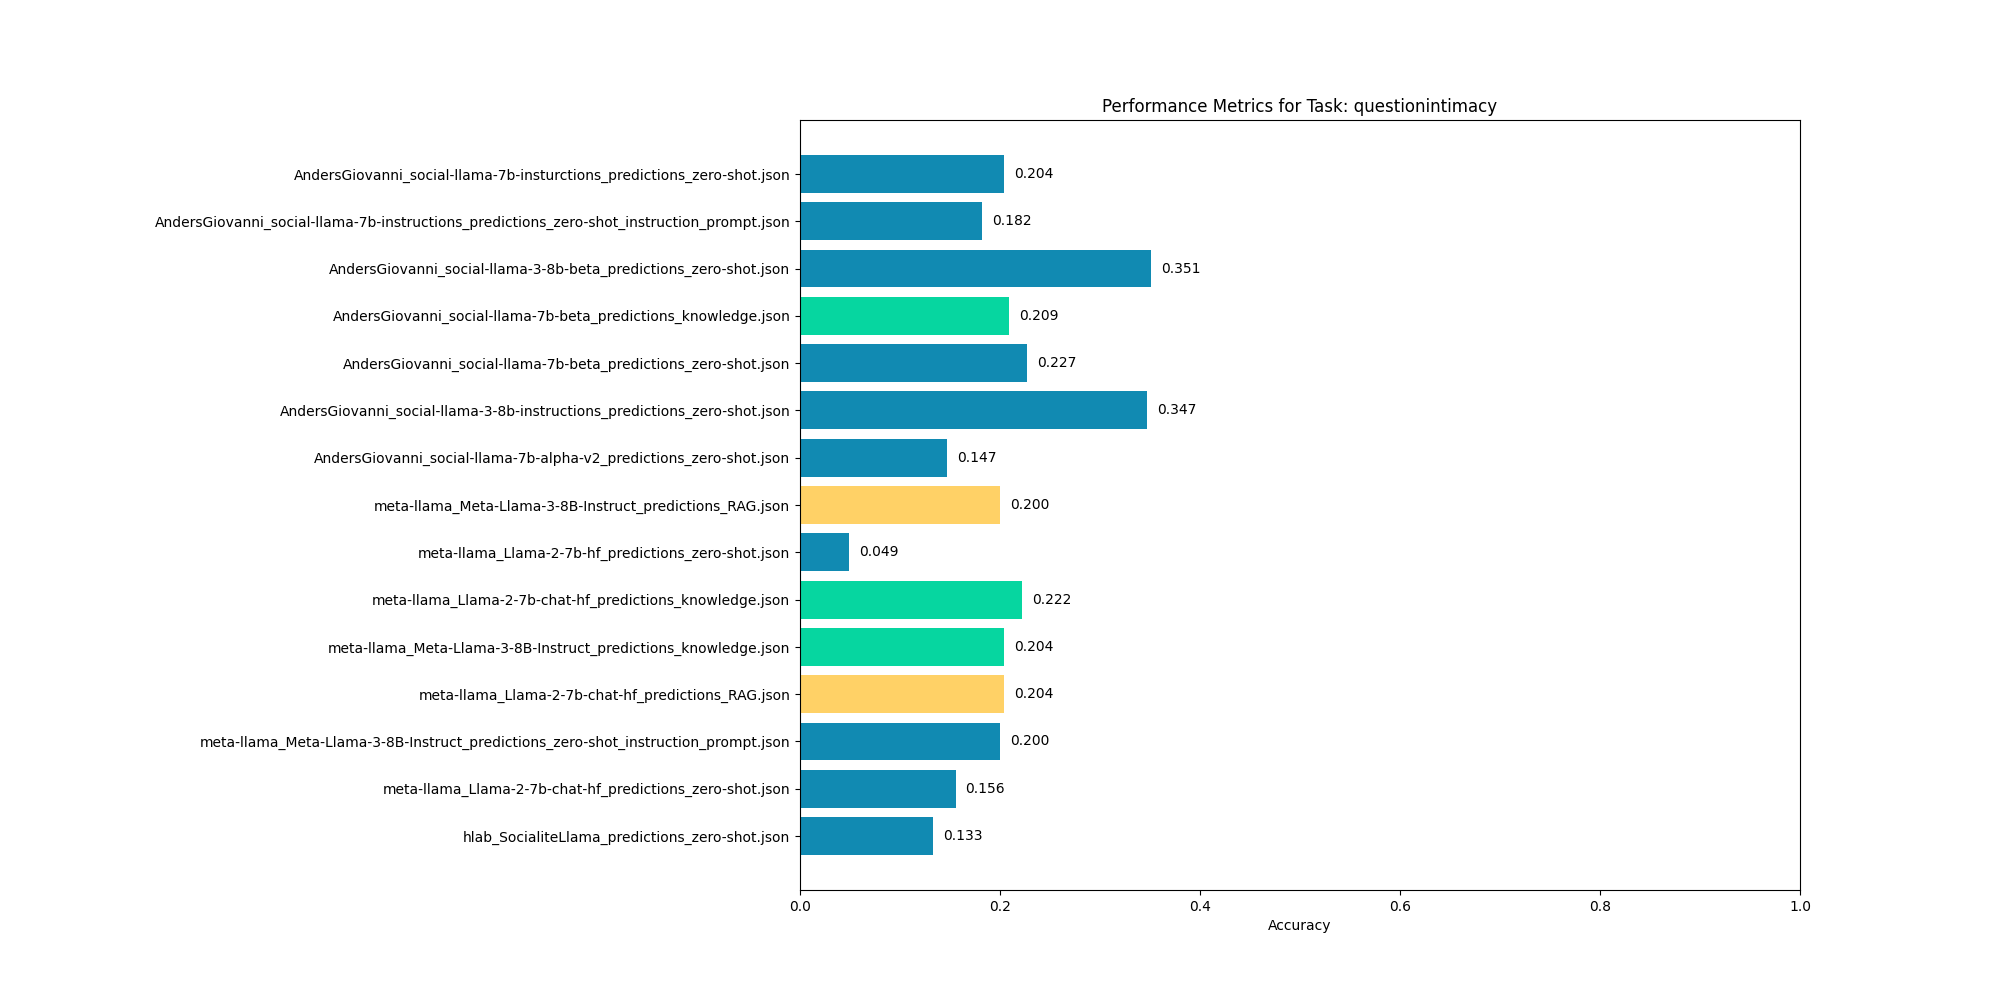 Performance Metrics for Task: questionintimacy
AndersGiovanni_social-llama-7b-insturctions_predictions_zero-shot.json 0.204
AndersGiovanni_social-llama-7b-instructions_predictions_zero-shot_instruction_prompt.json 0.182
AndersGiovanni_social-llama-3-8b-beta_predictions_zero-shot.json 0.351
AndersGiovanni_social-llama-7b-beta_predictions_knowledge.json 0.209
AndersGiovanni_social-llama-7b-beta_predictions_zero-shot.json 0.227
AndersGiovanni_social-llama-3-8b-instructions_predictions_zero-shot.json 0.347
AndersGiovanni_social-llama-7b-alpha-v2_predictions_zero-shot.json 0.147
meta-llama_Meta-Llama-3-8B-Instruct_predictions_RAG.json 0.200
meta-llama_Llama-2-7b-hf_predictions_zero-shot.json 0.049
meta-llama_Llama-2-7b-chat-hf_predictions_knowledge.json 0.222
meta-llama_Meta-Llama-3-8B-Instruct_predictions_knowledge.json 0.204
meta-llama_Llama-2-7b-chat-hf_predictions_RAG.json 0.204
meta-llama_Meta-Llama-3-8B-Instruct_predictions_zero-shot_instruction_prompt.json 0.200
meta-llama_Llama-2-7b-chat-hf_predictions_zero-shot.json 0.156
hlab_SocialiteLlama_predictions_zero-shot.json 0.133
0.0 0.2 0.4 0.6 0.8 1.0
Accuracy